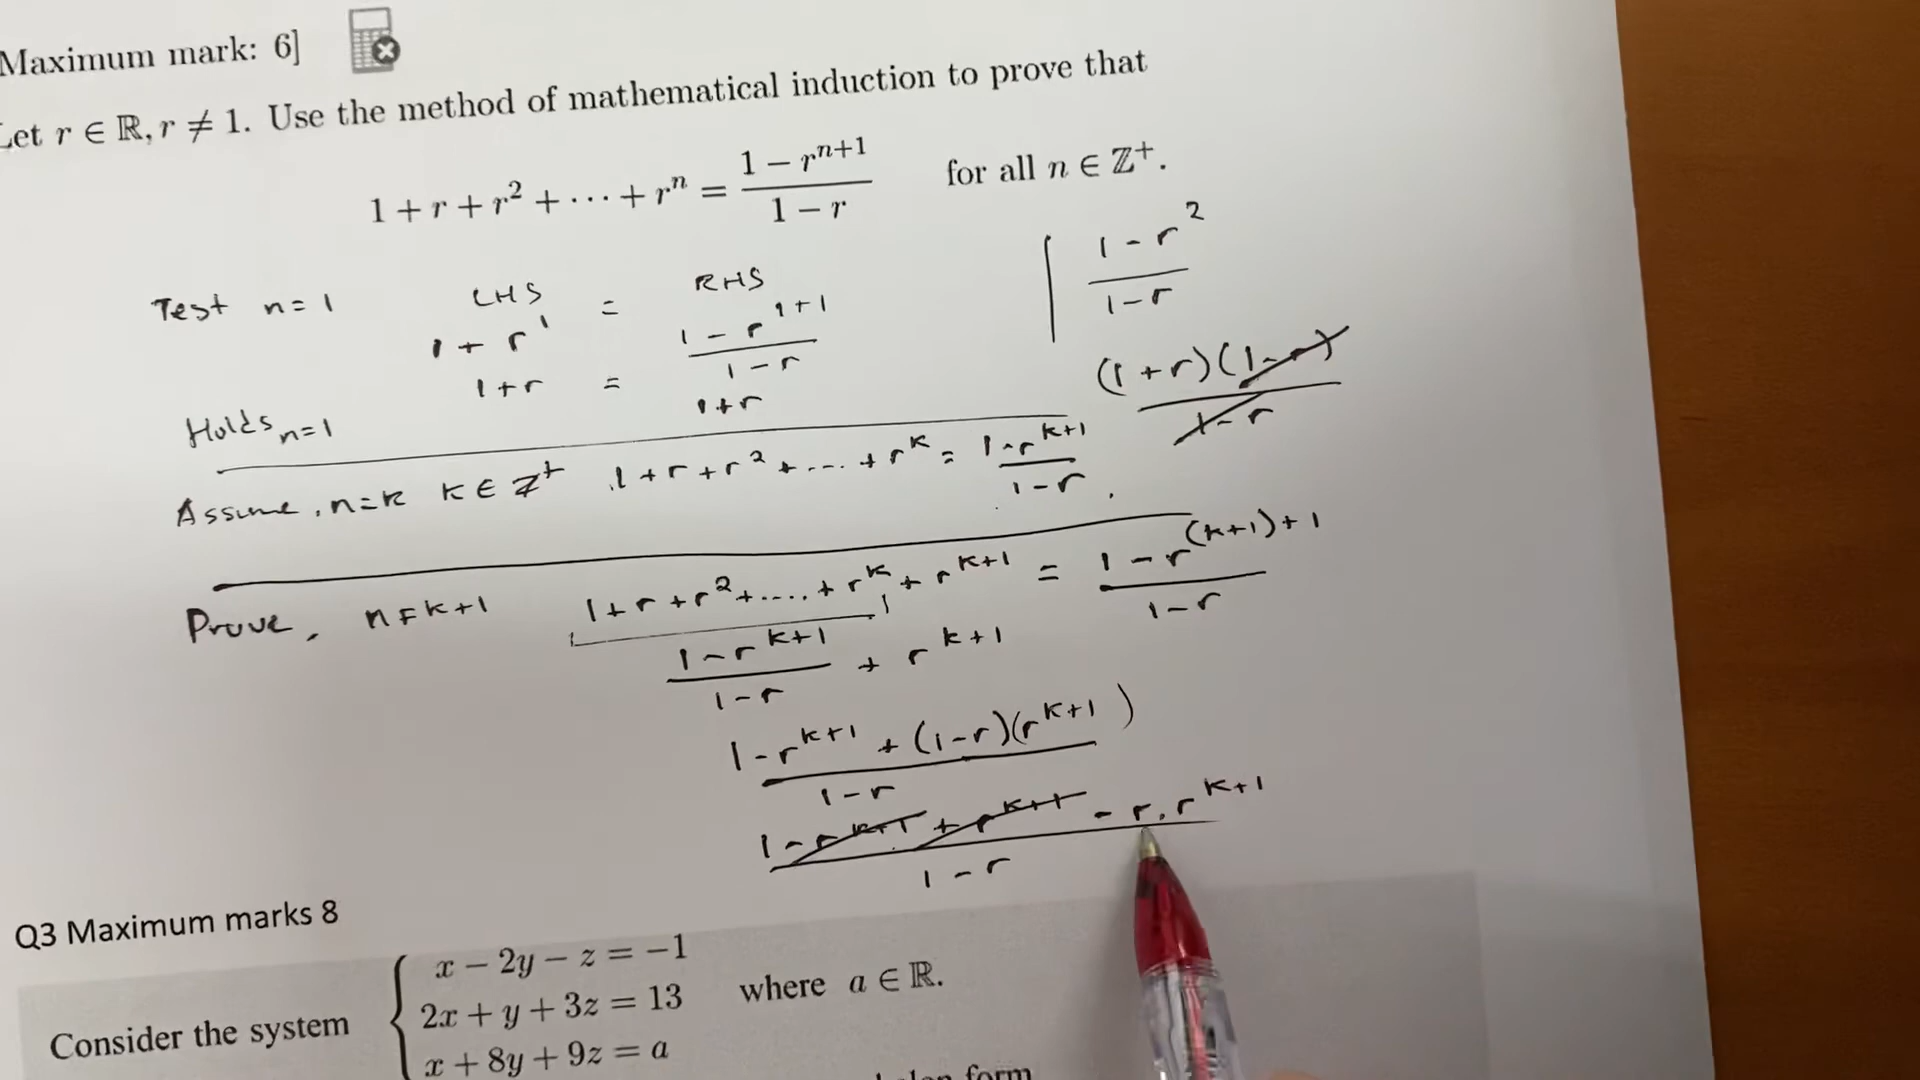 Maximum mark: 6]
Let r ∈ ℝ, r ≠ 1. Use the method of mathematical induction to prove that
1 + r + r² + ⋯ + rⁿ = (1 − rⁿ⁺¹)/(1 − r) for all n ∈ ℤ⁺.
Test n = 1 LHS = RHS
1 + r¹ (1 − r¹⁺¹)/(1 − r)
1 + r = 1 + r
(1 − r²)/(1 − r)
(1 + r)(1 − r)/(1 − r)
Holds n=1
Assume, n = k k ∈ ℤ⁺ 1 + r + r² + .... + rᵏ = (1 − rᵏ⁺¹)/(1 − r)
Prove, n = k+1 1 + r + r² + .... + rᵏ + rᵏ⁺¹ = (1 − r⁽ᵏ⁺¹⁾⁺¹)/(1 − r)
(1 − rᵏ⁺¹)/(1 − r) + rᵏ⁺¹
(1 − rᵏ⁺¹ + (1 − r)(rᵏ⁺¹))/(1 − r)
(1 − rᵏ⁺¹ + rᵏ⁺¹ − r.rᵏ⁺¹)/(1 − r)
Q3 Maximum marks 8
x − 2y − z = −1
Consider the system { 2x + y + 3z = 13 where a ∈ ℝ.
x + 8y + 9z = a
form